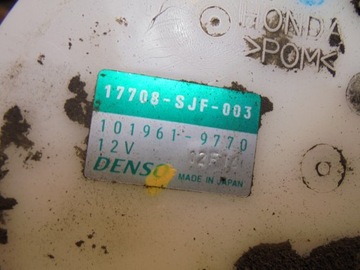 HONDA
>POM<
17708-SJF-003
101961-9770
12V
DENSO MADE IN JAPAN